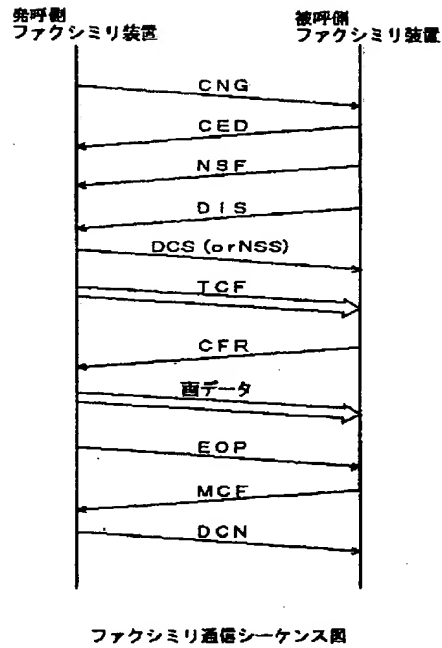 発呼側
ファクシミリ装置
被呼側
ファクシミリ装置
CNG
CED
NSF
DIS
DCS (orNSS)
TCF
CFR
画データ
EOP
MCF
DCN
ファクシミリ通信シーケンス図